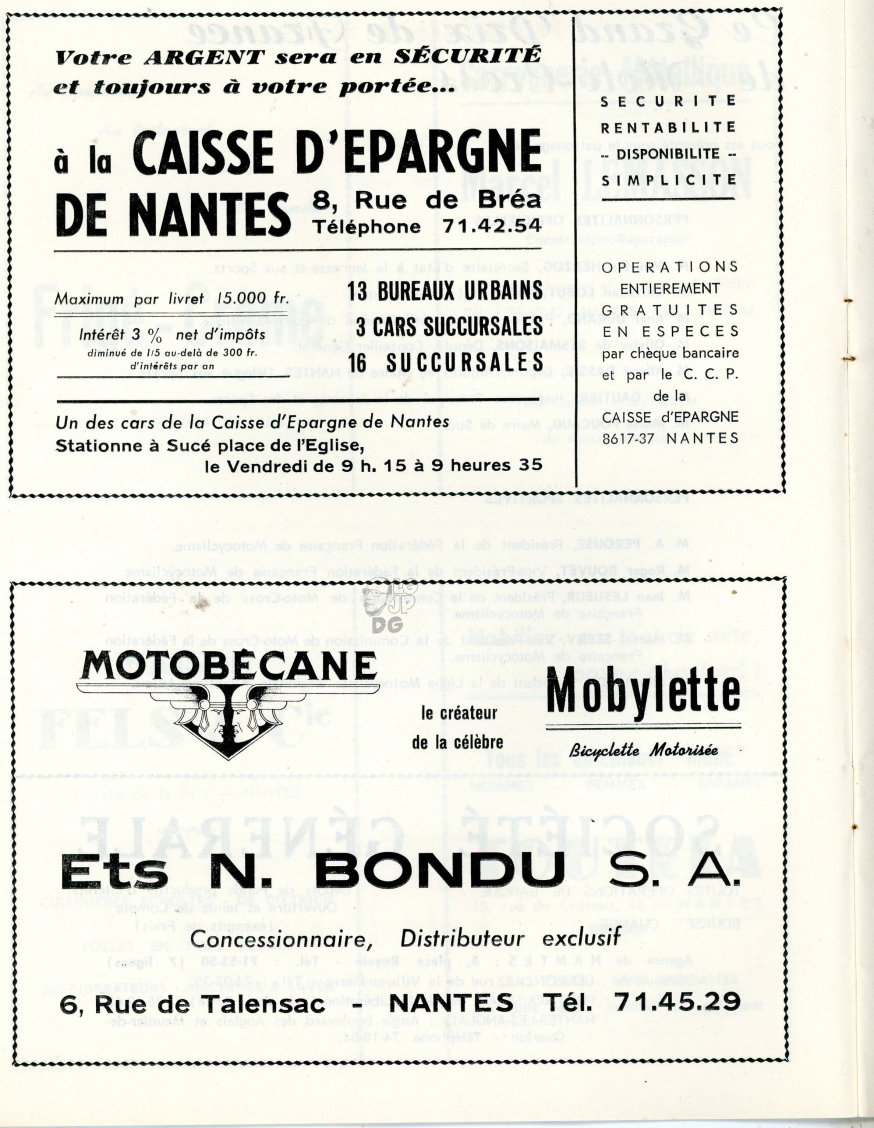 Votre ARGENT sera en SÉCURITÉ
et toujours à votre portée...
à la CAISSE D'EPARGNE
DE NANTES 8, Rue de Bréa
Téléphone 71.42.54
Maximum par livret 15.000 fr.
Intérêt 3 % net d'impôts
diminué de 1/5 au-delà de 300 fr.
d'intérêts par an
13 BUREAUX URBAINS
3 CARS SUCCURSALES
16 SUCCURSALES
Un des cars de la Caisse d'Epargne de Nantes
Stationne à Sucé place de l'Eglise,
le Vendredi de 9 h. 15 à 9 heures 35
SECURITE
RENTABILITE
-- DISPONIBILITE --
SIMPLICITE
OPERATIONS
ENTIEREMENT
GRATUITES
EN ESPECES
par chèque bancaire
et par le C. C. P.
de la
CAISSE d'EPARGNE
8617-37 NANTES
LGJP
DG
MOTOBÉCANE
le créateur
de la célèbre
Mobylette
Bicyclette Motorisée
Ets N. BONDU S. A.
Concessionnaire, Distributeur exclusif
6, Rue de Talensac -- NANTES -- Tél. 71.45.29